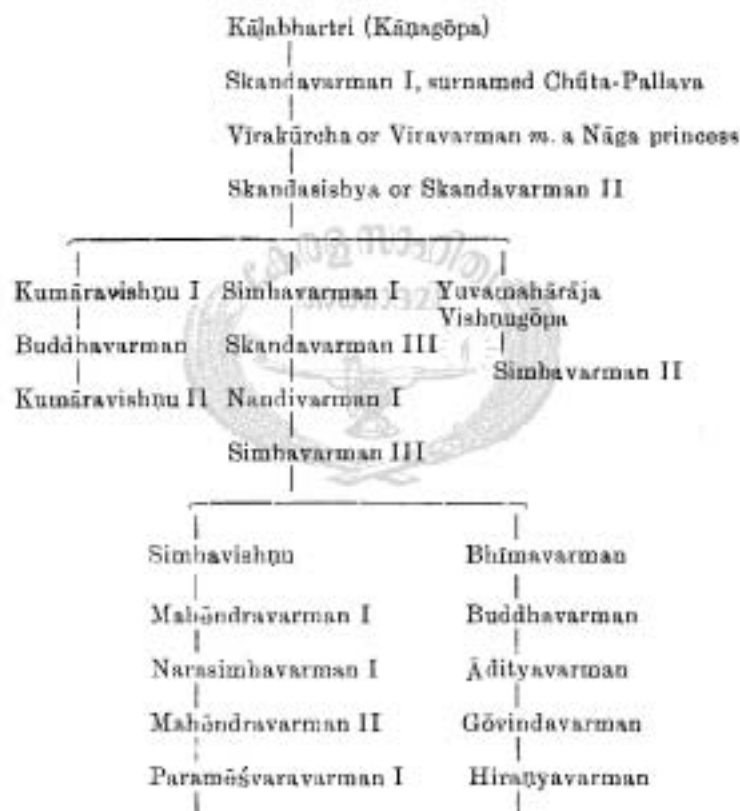 Kāḷabhartri (Kāṇagōpa)
Skandavarman I, surnamed Chūta-Pallava
Vīrakūrcha or Vīravarman m. a Nāga princess
Skandasishya or Skandavarman II
Kumāravishṇu I Simhavarman I Yuvamahārāja
Vishṇugōpa
Buddhavarman Skandavarman III
Simhavarman II
Kumāravishṇu II Nandivarman I
Simhavarman III
Simhavishṇu Bhīmavarman
Mahēndravarman I Buddhavarman
Narasimhavarman I Ādityavarman
Mahēndravarman II Gōvindavarman
Paramēśvaravarman I Hiraṇyavarman